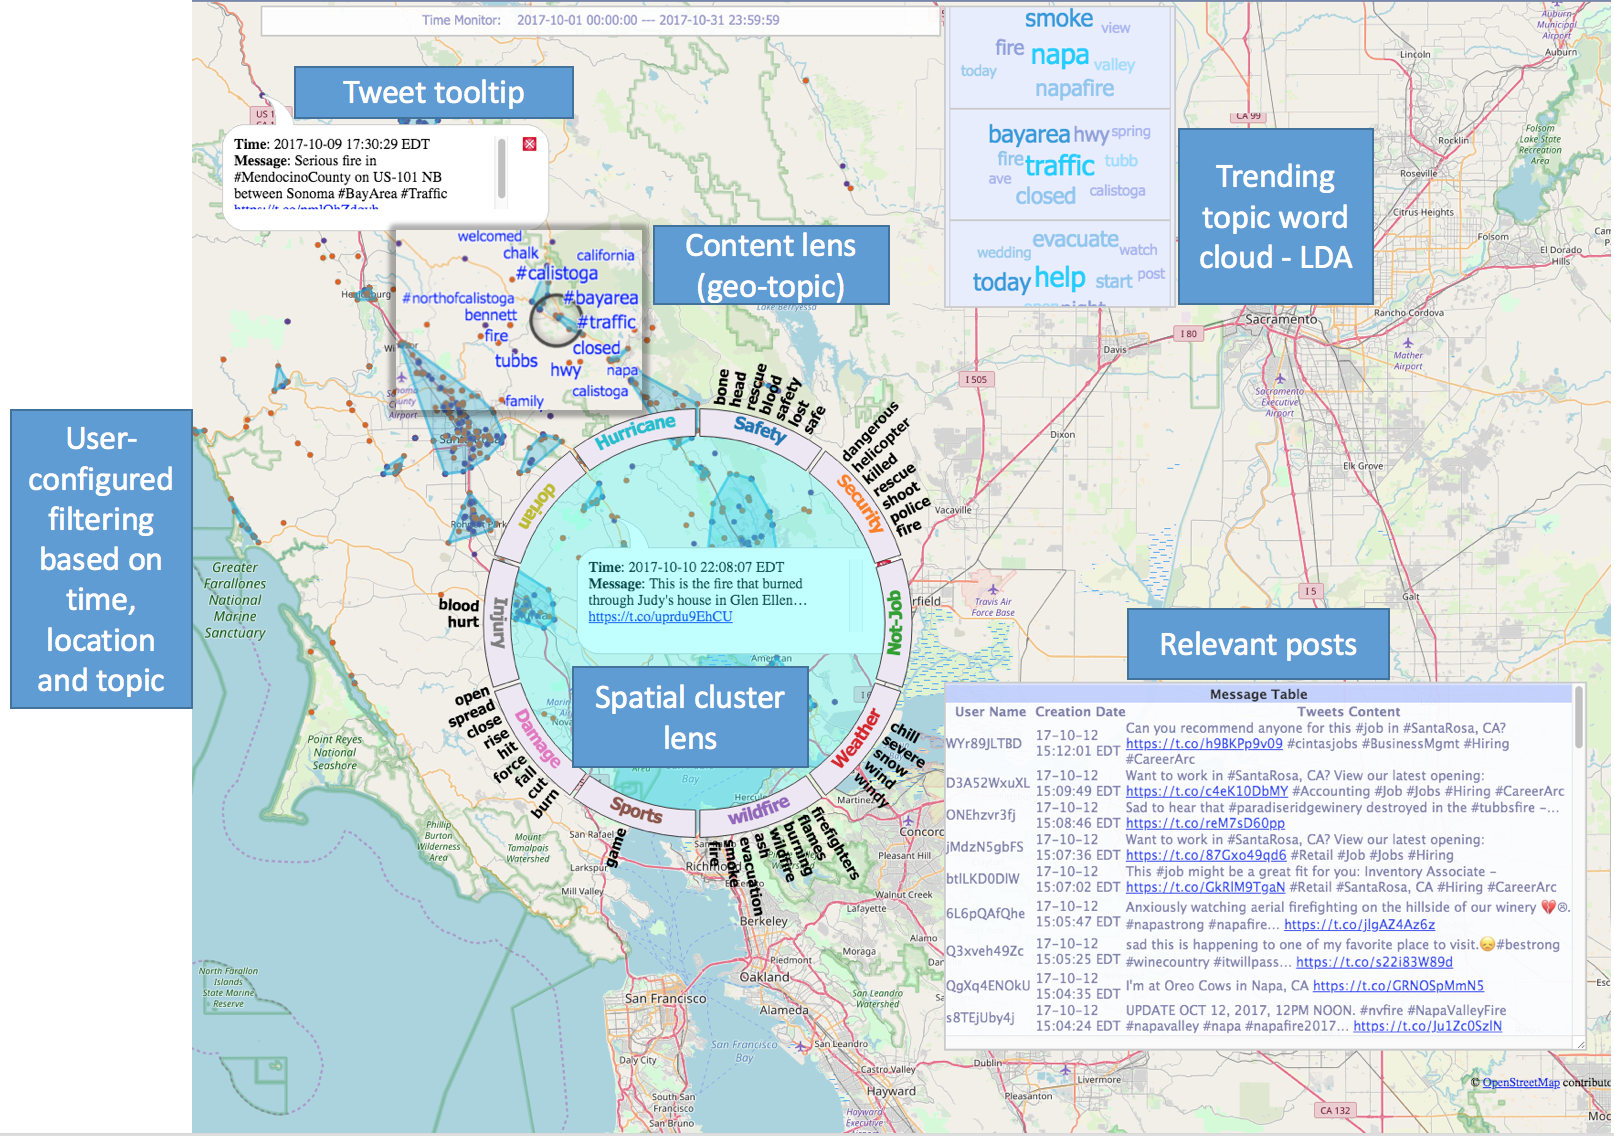 Time Monitor: 2017-10-01 00:00:00 --- 2017-10-31 23:59:59
Tweet tooltip
Time: 2017-10-09 17:30:29 EDT
Message: Serious fire in
#MendocinoCounty on US-101 NB
between Sonoma #BayArea #Traffic
Content lens
(geo-topic)
welcomed
chalk
california
#calistoga
#northofcalistoga
#bayarea
bennett
#traffic
fire
closed
tubbs
hwy
napa
calistoga
family
smoke
view
fire
napa
valley
today
napafire
bayarea hwy spring
fire traffic tubb
ave
closed
calistoga
evacuate
wedding
watch
today help start post
Trending
topic word
cloud - LDA
User-
configured
filtering
based on
time,
location
and topic
Hurricane
Safety
Security
Not-Job
Weather
wildfire
Sports
Damage
Injury
dorian
bone
head
rescue
blood
safety
lost
safe
dangerous
helicopter
killed
rescue
shoot
police
fire
chill
severe
snow
wind
windy
firefighters
flames
burning
wildfire
ash
evacuation
smoke
fire
game
open
spread
close
rise
hit
force
fall
cut
burn
blood
hurt
Time: 2017-10-10 22:08:07 EDT
Message: This is the fire that burned
through Judy's house in Glen Ellen...
https://t.co/uprdu9EhCU
Spatial cluster
lens
Relevant posts
Message Table
User Name Creation Date Tweets Content
WYr89JLTBD 17-10-12 15:12:01 EDT Can you recommend anyone for this #job in #SantaRosa, CA?
https://t.co/h9BKPp9v09 #cintasjobs #BusinessMgmt #Hiring
#CareerArc
D3A52WxuXL 17-10-12 15:09:49 EDT Want to work in #SantaRosa, CA? View our latest opening:
https://t.co/c4eK10DbMY #Accounting #Job #Jobs #Hiring #CareerArc
ONEhzvr3fj 17-10-12 15:08:46 EDT Sad to hear that #paradiseridgewinery destroyed in the #tubbsfire –...
https://t.co/reM7sD60pp
jMdzN5gbFS 17-10-12 15:07:36 EDT Want to work in #SantaRosa, CA? View our latest opening:
https://t.co/87Gxo49qd6 #Retail #Job #Jobs #Hiring
btlLKD0DlW 17-10-12 15:07:02 EDT This #job might be a great fit for you: Inventory Associate -
https://t.co/GkRlM9TgaN #Retail #SantaRosa, CA #Hiring #CareerArc
6L6pQAfQhe 17-10-12 15:05:47 EDT Anxiously watching aerial firefighting on the hillside of our winery 💔☹.
#napastrong #napafire... https://t.co/jlgAZ4Az6z
Q3xveh49Zc 17-10-12 15:05:25 EDT sad this is happening to one of my favorite place to visit.😞#bestrong
#winecountry #itwillpass... https://t.co/s22i83W89d
QgXq4ENOkU 17-10-12 15:04:35 EDT I'm at Oreo Cows in Napa, CA https://t.co/GRNOSpMmN5
s8TEjUby4j 17-10-12 15:04:24 EDT UPDATE OCT 12, 2017, 12PM NOON. #nvfire #NapaValleyFire
#napavalley #napa #napafire2017... https://t.co/Ju1Zc0SzlN
Auburn
Municipal
Airport
Auburn
Lincoln
CA 99
Rocklin
Folsom
Lake State
Recreation
Area
Roseville
Citrus Heights
Folsom
El Dorado
Hills
Rancho Cordova
Sacramento
Mather
Airport
I 80
Davis
Sacramento
Executive
Airport
I 505
Dixon
Elk Grove
Vacaville
Travis Air
Force Base
Galt
I 5
Lake Berryessa
Greater
Farallones
National
Marine
Sanctuary
Point Reyes
National
Seashore
Phillip
Burton
Wilderness
Area
Mount
Tamalpais
Watershed
San Rafael
Larkspur
Mill Valley
Richmond
Berkeley
Martinez
Concord
Pleasant Hill
Walnut Creek
Lafayette
Moraga
Alamo
Piedmont
Oakland
San Leandro
Watershed
Alameda
San Francisco
San Francisco
Bay
San Leandro
Castro Valley
Hayward
Hayward
Executive
Airport
Daly City
South San
Francisco
San Bruno
Dublin
Livermore
Pleasanton
CA 132
North Farallon
Islands
State Marine
Reserve
© OpenStreetMap